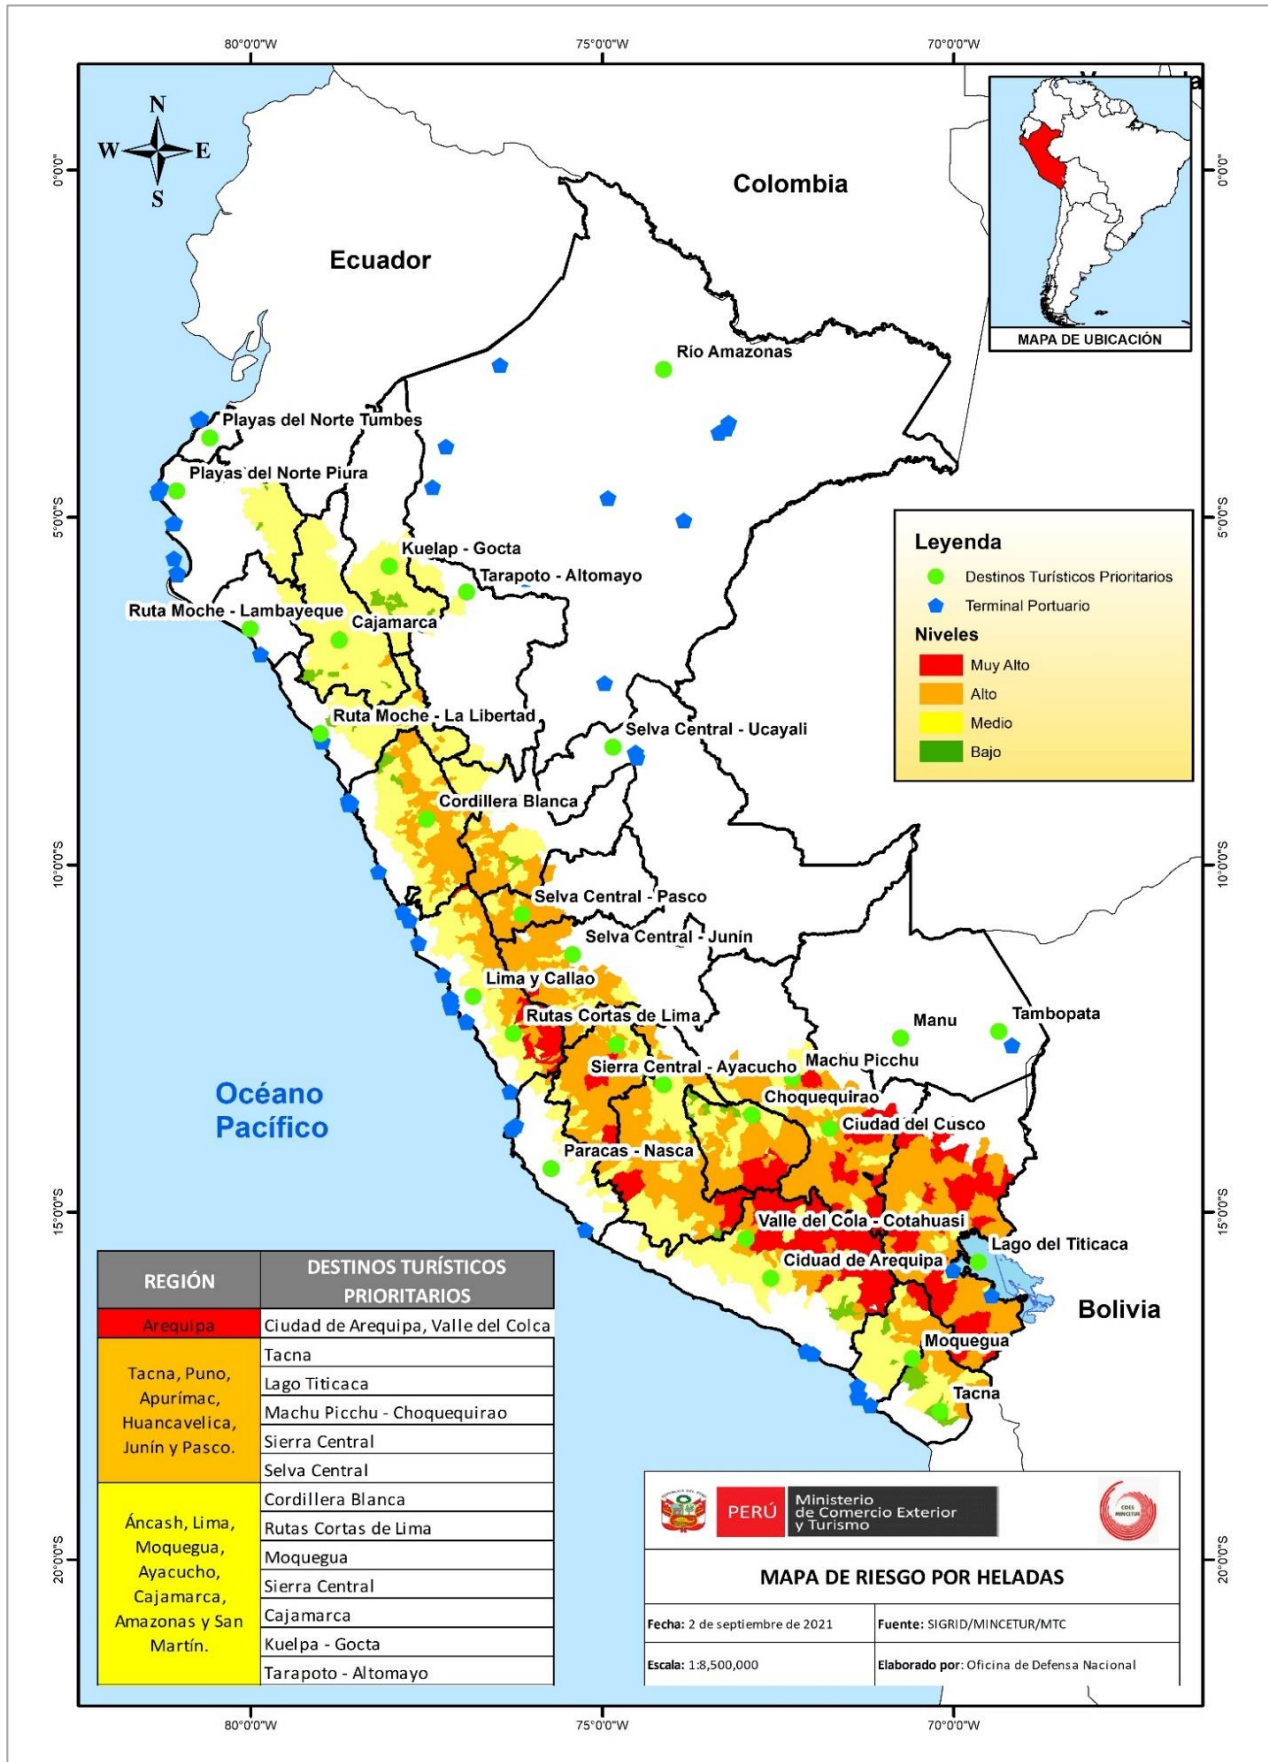 80°0'0"W
75°0'0"W
70°0'0"W
N
W
E
S
0°0'0"
0°0'0"
5°0'0"S
5°0'0"S
10°0'0"S
10°0'0"S
15°0'0"S
15°0'0"S
20°0'0"S
20°0'0"S
Colombia
Ecuador
MAPA DE UBICACIÓN
Río Amazonas
Playas del Norte Tumbes
Playas del Norte Piura
Leyenda
Destinos Turísticos Prioritarios
Terminal Portuario
Niveles
Muy Alto
Alto
Medio
Bajo
Kuelap - Gocta
Tarapoto - Altomayo
Ruta Moche - Lambayeque
Cajamarca
Ruta Moche - La Libertad
Selva Central - Ucayali
Cordillera Blanca
Selva Central - Pasco
Selva Central - Junín
Lima y Callao
Rutas Cortas de Lima
Manu
Tambopata
Sierra Central - Ayacucho
Machu Picchu
Choquequirao
Ciudad del Cusco
Océano
Pacífico
Paracas - Nasca
Valle del Cola - Cotahuasi
Lago del Titicaca
Ciduad de Arequipa
Bolivia
Moquegua
Tacna
REGIÓN
DESTINOS TURÍSTICOS
PRIORITARIOS
Arequipa
Ciudad de Arequipa, Valle del Colca
Tacna, Puno,
Apurímac,
Huancavelica,
Junín y Pasco.
Tacna
Lago Titicaca
Machu Picchu - Choquequirao
Sierra Central
Selva Central
Áncash, Lima,
Moquegua,
Ayacucho,
Cajamarca,
Amazonas y San
Martín.
Cordillera Blanca
Rutas Cortas de Lima
Moquegua
Sierra Central
Cajamarca
Kuelpa - Gocta
Tarapoto - Altomayo
PERÚ
Ministerio
de Comercio Exterior
y Turismo
COES
MINCETUR
MAPA DE RIESGO POR HELADAS
Fecha: 2 de septiembre de 2021
Fuente: SIGRID/MINCETUR/MTC
Escala: 1:8,500,000
Elaborado por: Oficina de Defensa Nacional
80°0'0"W
75°0'0"W
70°0'0"W